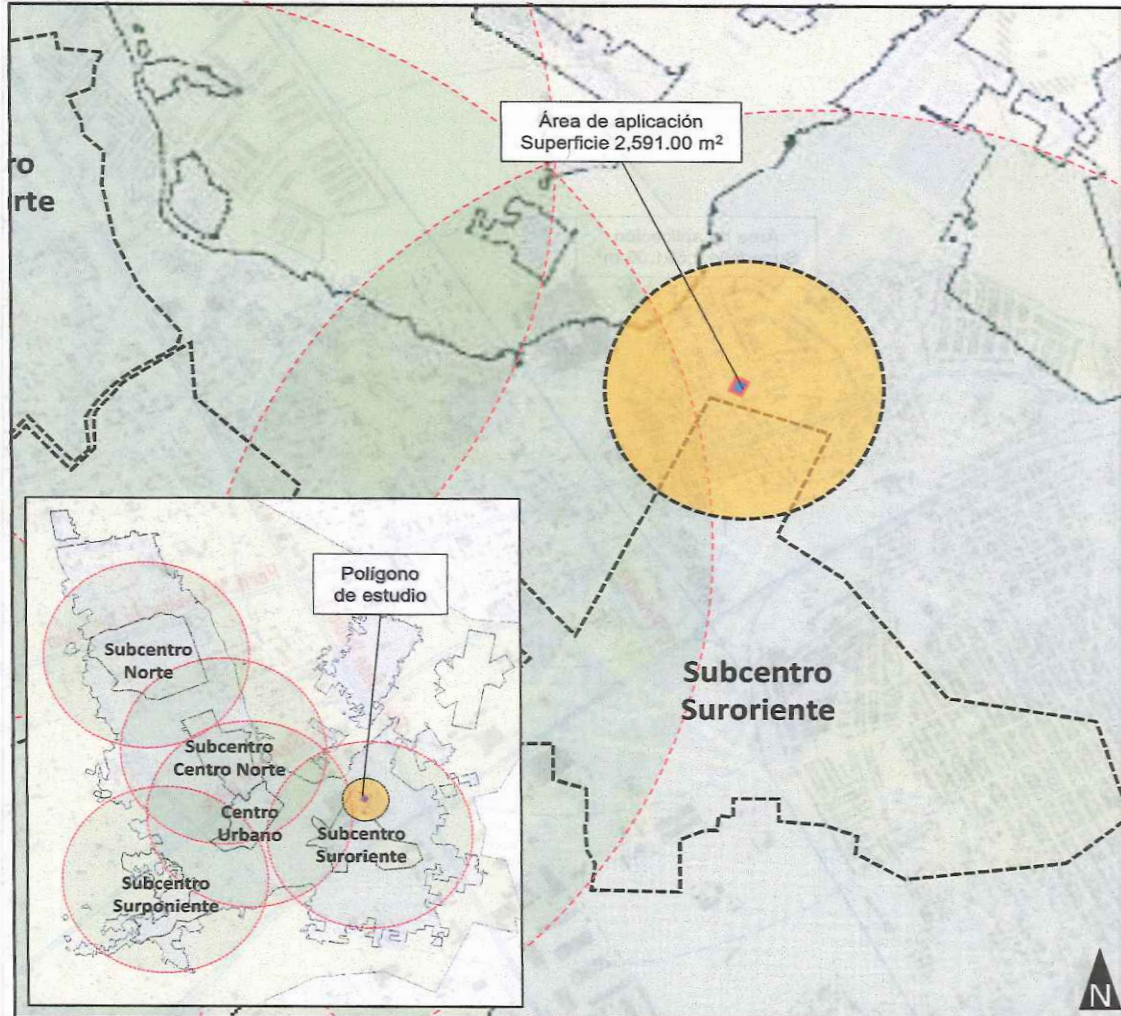 Área de aplicación
Superficie 2,591.00 m²
ro
rte
Subcentro
Suroriente
Polígono
de estudio
Subcentro
Norte
Subcentro
Centro Norte
Centro
Urbano
Subcentro
Suroriente
Subcentro
Surponiente
N